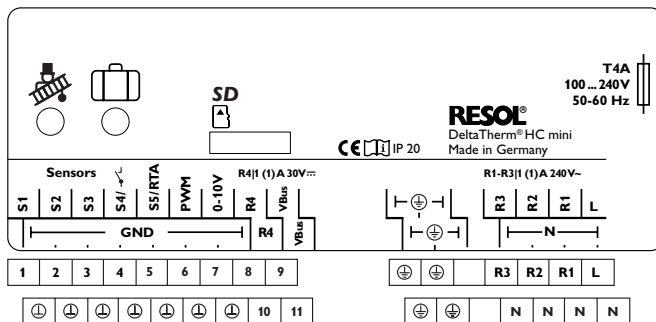 SD
T4A
100 ... 240V
50-60 Hz
RESOL®
DeltaTherm® HC mini
Made in Germany
CE i IP 20
Sensors
R4|1 (1) A 30V⎓
R1-R3|1 (1) A 240V~
S1 S2 S3 S4/ S5/RTA PWM 0-10V R4 VBus
R3 R2 R1 L
GND R4 VBus
N
1 2 3 4 5 6 7 8 9
R3 R2 R1 L
10 11
N N N N